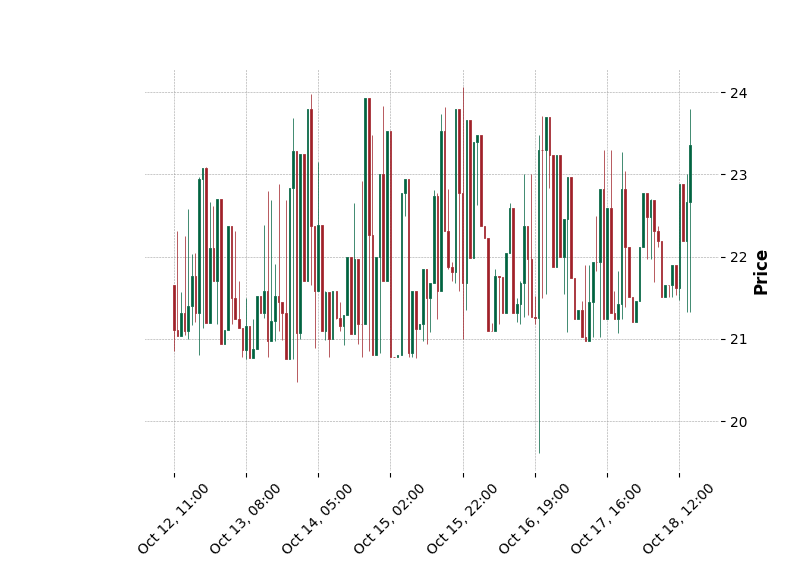 24
23
22
21
20
Price
Oct 12, 11:00
Oct 13, 08:00
Oct 14, 05:00
Oct 15, 02:00
Oct 15, 22:00
Oct 16, 19:00
Oct 17, 16:00
Oct 18, 12:00